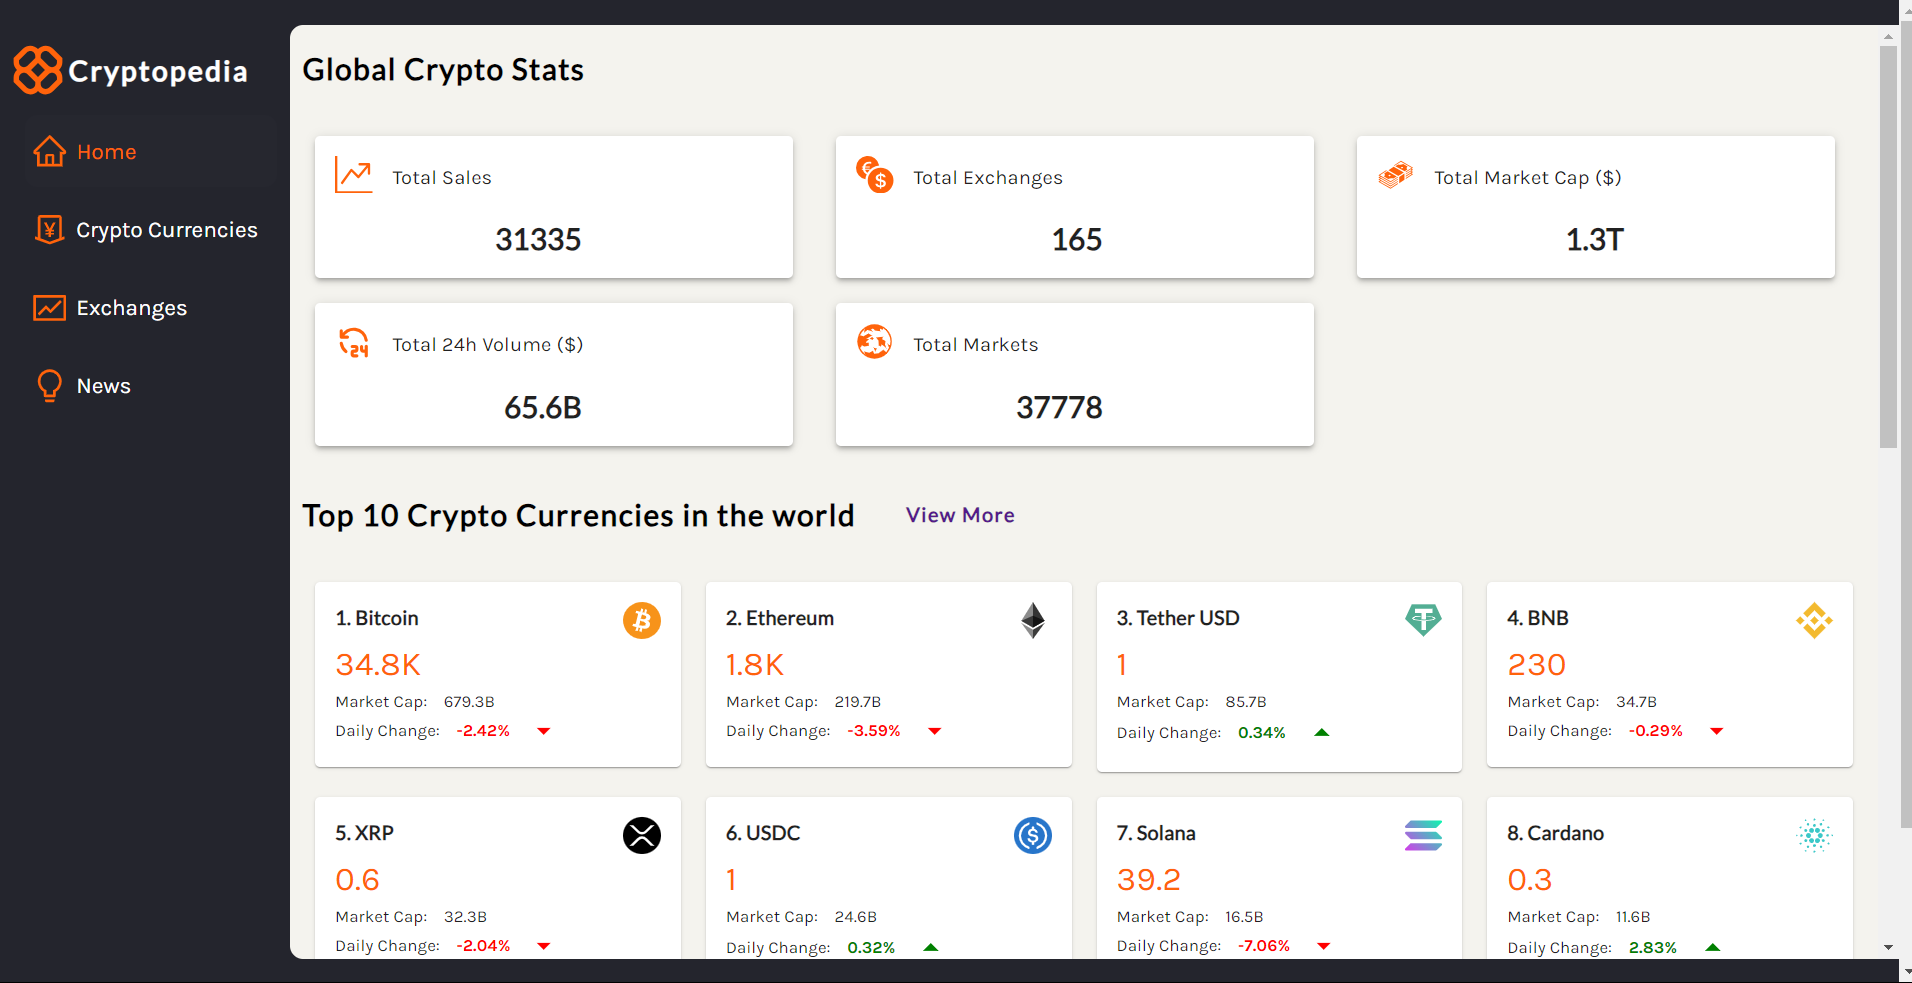 Cryptopedia
Home
Crypto Currencies
Exchanges
News
Global Crypto Stats
Total Sales
31335
Total Exchanges
165
Total Market Cap ($)
1.3T
24
Total 24h Volume ($)
65.6B
Total Markets
37778
Top 10 Crypto Currencies in the world View More
1. Bitcoin
34.8K
Market Cap: 679.3B
Daily Change: -2.42%
2. Ethereum
1.8K
Market Cap: 219.7B
Daily Change: -3.59%
3. Tether USD
1
Market Cap: 85.7B
Daily Change: 0.34%
4. BNB
230
Market Cap: 34.7B
Daily Change: -0.29%
5. XRP
0.6
Market Cap: 32.3B
Daily Change: -2.04%
6. USDC
1
Market Cap: 24.6B
Daily Change: 0.32%
7. Solana
39.2
Market Cap: 16.5B
Daily Change: -7.06%
8. Cardano
0.3
Market Cap: 11.6B
Daily Change: 2.83%